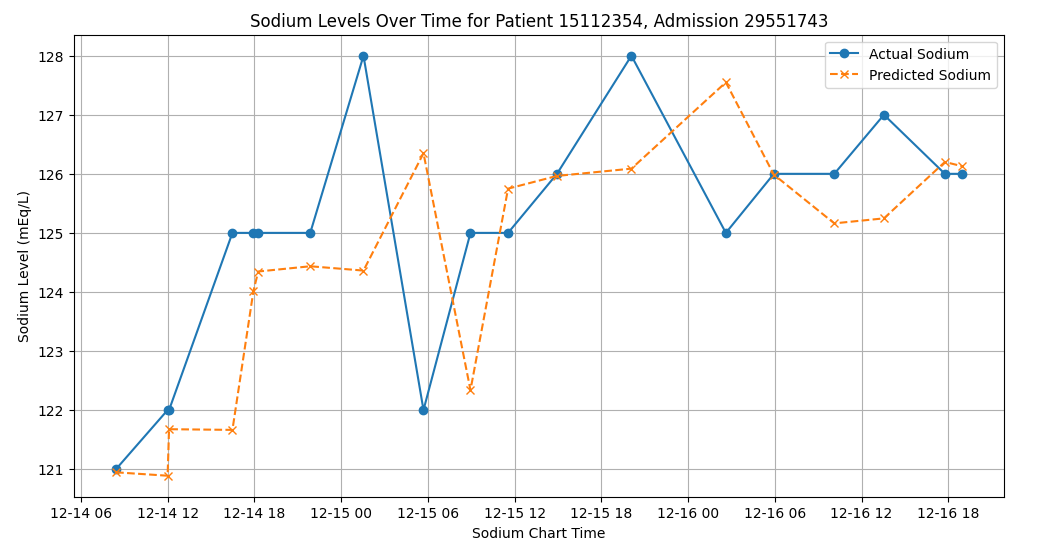 Sodium Levels Over Time for Patient 15112354, Admission 29551743
Actual Sodium
Predicted Sodium
Sodium Level (mEq/L)
128
127
126
125
124
123
122
121
12-14 06 12-14 12 12-14 18 12-15 00 12-15 06 12-15 12 12-15 18 12-16 00 12-16 06 12-16 12 12-16 18
Sodium Chart Time